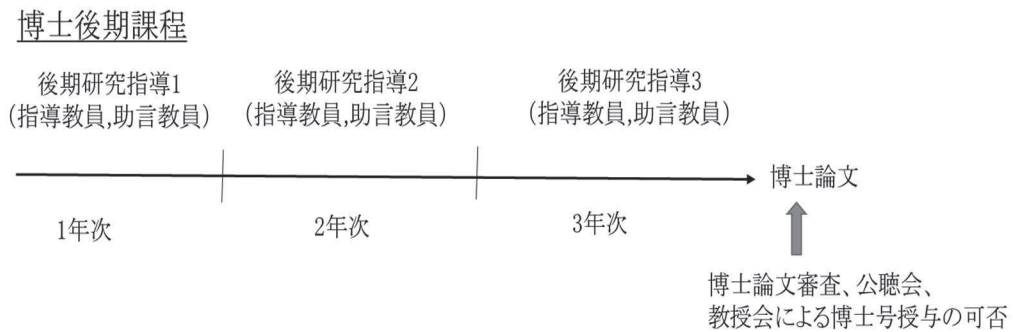 博士後期課程
後期研究指導1
(指導教員,助言教員)
後期研究指導2
(指導教員,助言教員)
後期研究指導3
(指導教員,助言教員)
博士論文
1年次
2年次
3年次
博士論文審査、公聴会、
教授会による博士号授与の可否